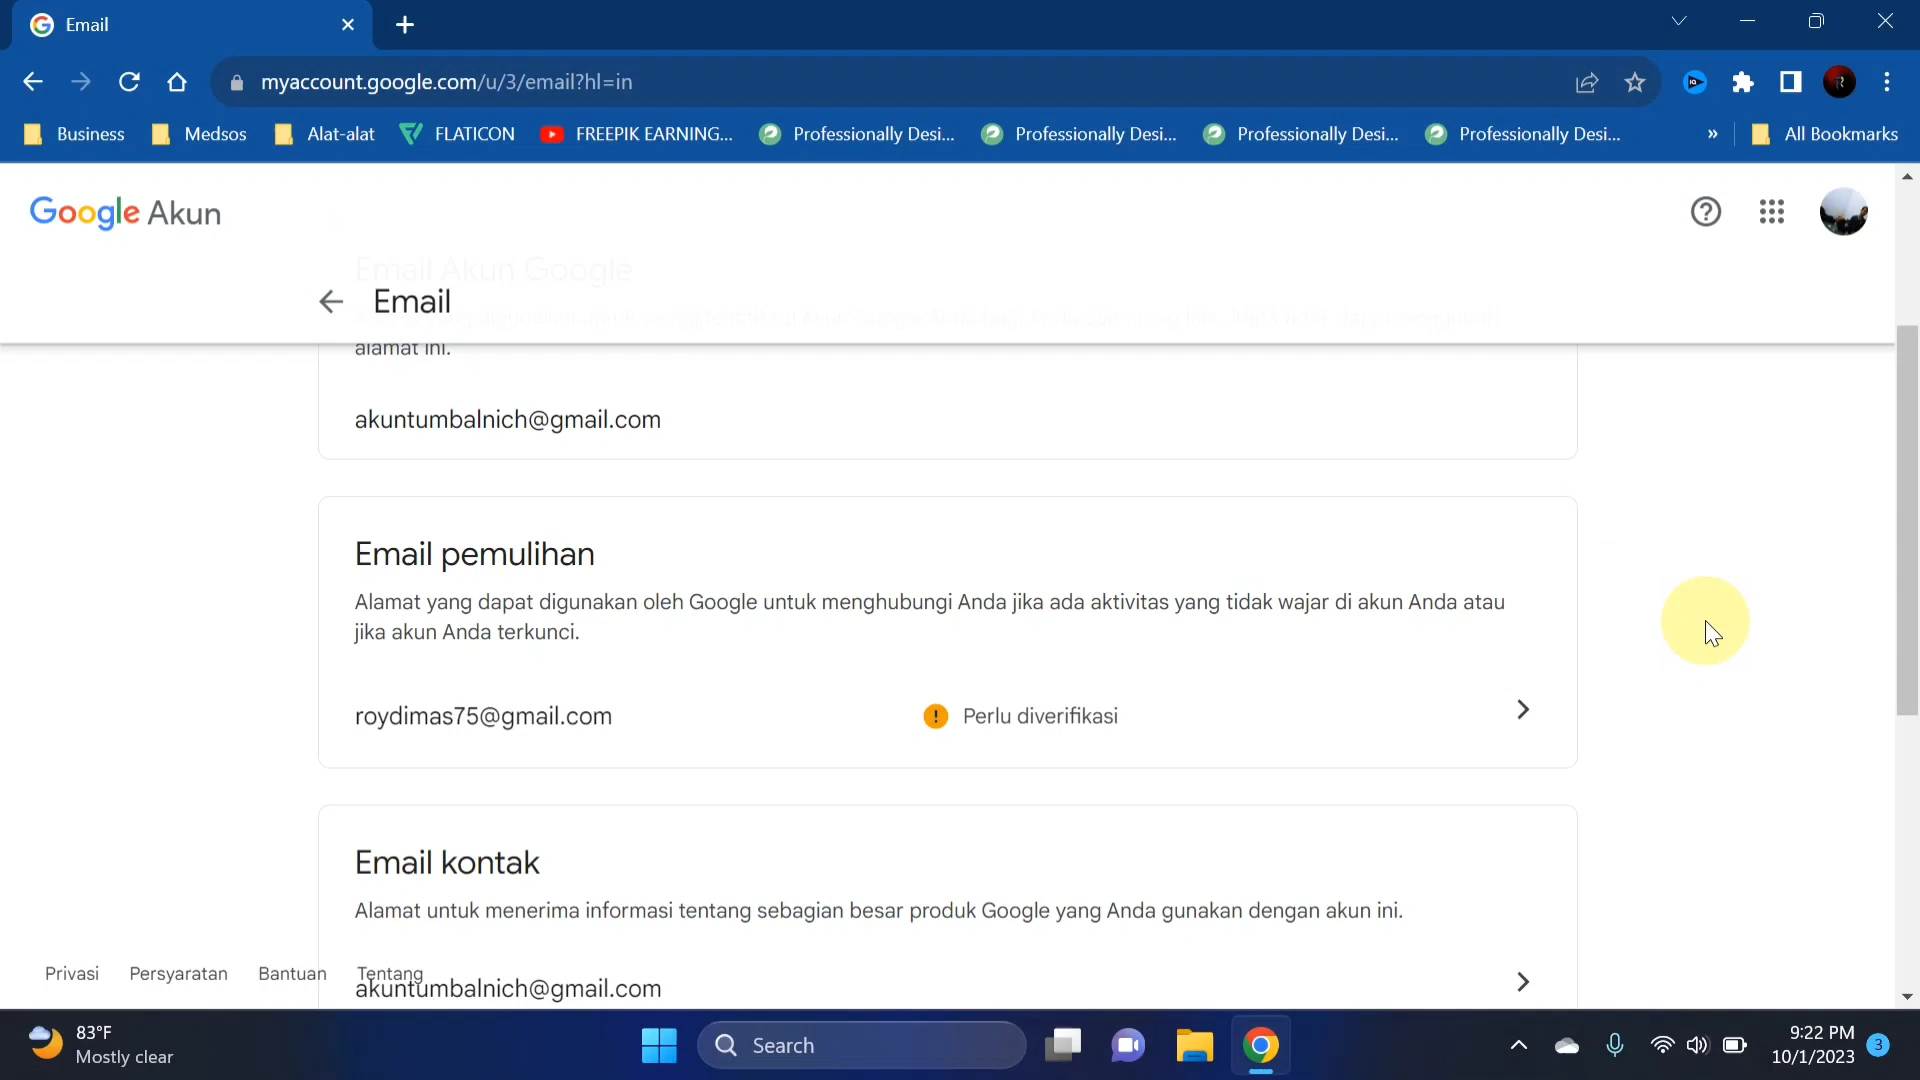 Email
myaccount.google.com/u/3/email?hl=in
Business
Medsos
Alat-alat
FLATICON
FREEPIK EARNING...
Professionally Desi...
Professionally Desi...
Professionally Desi...
Professionally Desi...
»
All Bookmarks
Google Akun
Email Akun Google
Email
alamat ini.
akuntumbalnich@gmail.com
Email pemulihan
Alamat yang dapat digunakan oleh Google untuk menghubungi Anda jika ada aktivitas yang tidak wajar di akun Anda atau
jika akun Anda terkunci.
roydimas75@gmail.com
Perlu diverifikasi
Email kontak
Alamat untuk menerima informasi tentang sebagian besar produk Google yang Anda gunakan dengan akun ini.
Privasi
Persyaratan
Bantuan
Tentang
akuntumbalnich@gmail.com
83°F
Mostly clear
Search
9:22 PM
10/1/2023
3